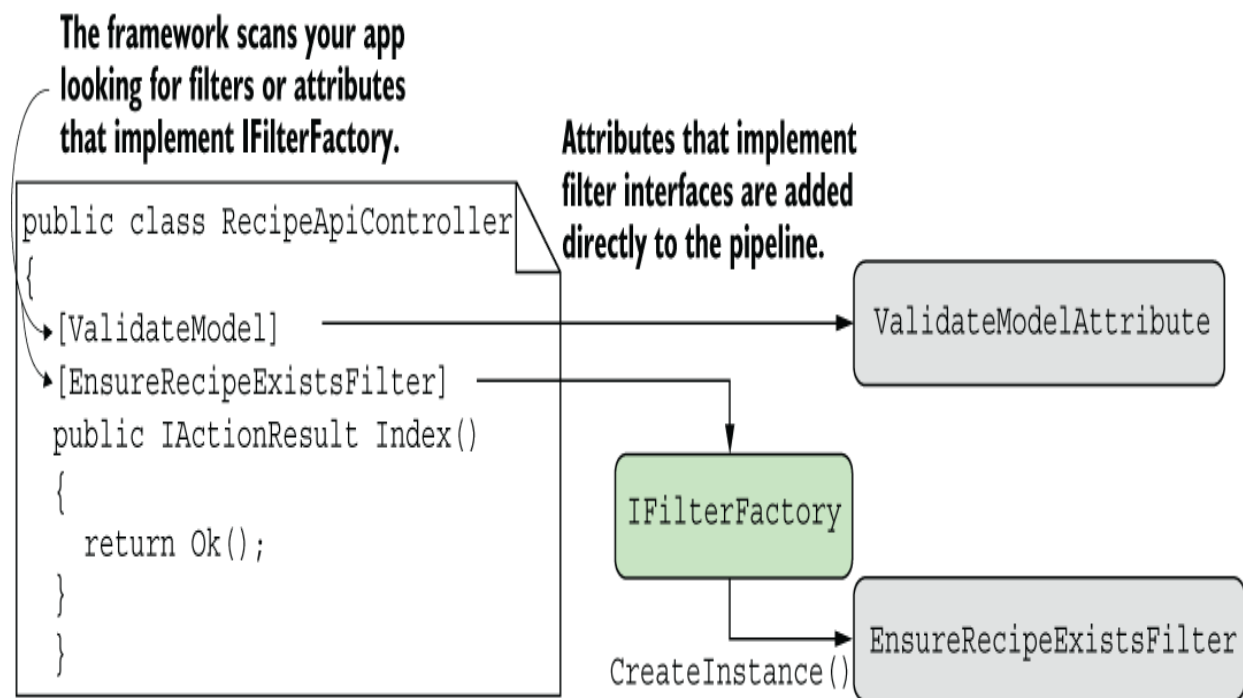 The framework scans your app
looking for filters or attributes
that implement IFilterFactory.
Attributes that implement
filter interfaces are added
directly to the pipeline.
public class RecipeApiController
{
[ValidateModel]
[EnsureRecipeExistsFilter]
public IActionResult Index()
{
return Ok();
}
}
ValidateModelAttribute
IFilterFactory
CreateInstance()
EnsureRecipeExistsFilter